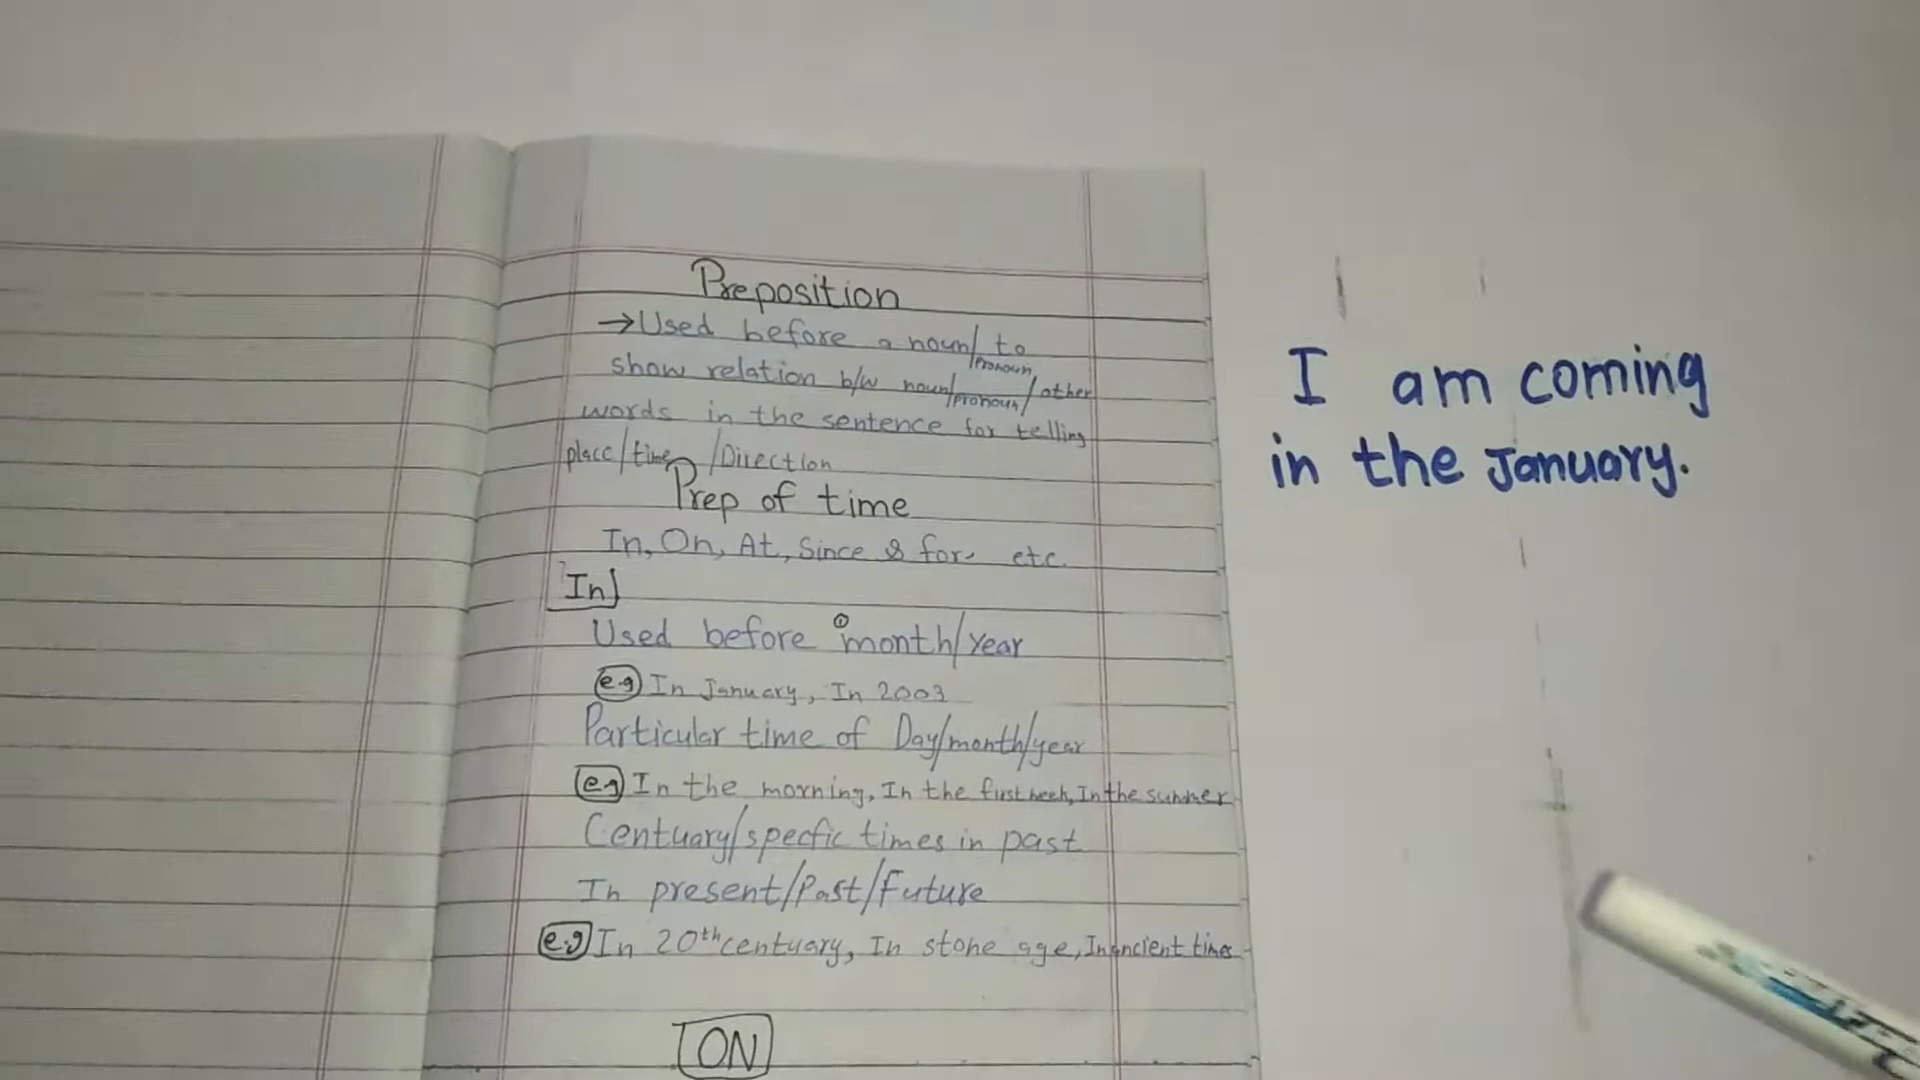 Preposition
→Used before a noun/pronoun to
show relation b/w noun/pronoun/other
words in the sentence for telling
place/time/Direction
Prep of time
In, On, At, Since & for etc.
In
Used before ① month/year
e.g In January, In 2003
Particular time of Day/month/year
e.g In the morning, In the first week, In the summer
Centuary/specfic times in past
In present/Past/Future
e.g In 20th centuary, In stone age, In ancient times
ON
I am coming
in the January.